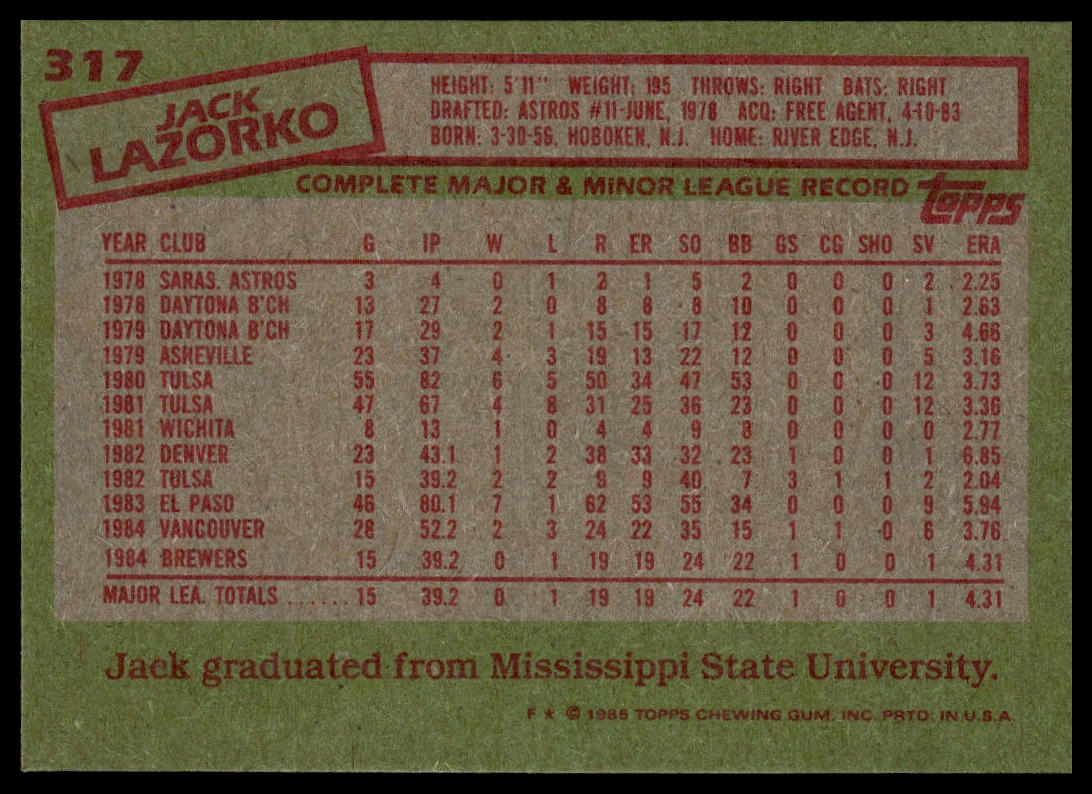 317
JACK
LAZORKO
HEIGHT: 5'11" WEIGHT: 195 THROWS: RIGHT BATS: RIGHT
DRAFTED: ASTROS #11-JUNE, 1978 ACQ: FREE AGENT, 4-10-83
BORN: 3-30-56, HOBOKEN, N.J. HOME: RIVER EDGE, N.J.
COMPLETE MAJOR & MINOR LEAGUE RECORD topps
YEAR CLUB G IP W L R ER SO BB GS CG SHO SV ERA
1978 SARAS. ASTROS 3 4 0 1 2 1 5 2 0 0 0 2 2.25
1978 DAYTONA B'CH 13 27 2 0 8 8 8 10 0 0 0 1 2.63
1979 DAYTONA B'CH 17 29 2 1 15 15 17 12 0 0 0 3 4.66
1979 ASHEVILLE 23 37 4 3 19 13 22 12 0 0 0 5 3.16
1980 TULSA 55 82 6 5 50 34 47 53 0 0 0 12 3.73
1981 TULSA 47 67 4 8 31 25 36 23 0 0 0 12 3.36
1981 WICHITA 8 13 1 0 4 4 9 8 0 0 0 0 2.77
1982 DENVER 23 43.1 1 2 38 33 32 23 1 0 0 1 6.85
1982 TULSA 15 39.2 2 2 9 9 40 7 3 1 1 2 2.04
1983 EL PASO 46 80.1 7 1 62 53 55 34 0 0 0 9 5.94
1984 VANCOUVER 28 52.2 2 3 24 22 35 15 1 1 0 6 3.76
1984 BREWERS 15 39.2 0 1 19 19 24 22 1 0 0 1 4.31
MAJOR LEA. TOTALS ...... 15 39.2 0 1 19 19 24 22 1 0 0 1 4.31
Jack graduated from Mississippi State University.
F ★ © 1985 TOPPS CHEWING GUM, INC. PRTD. IN U.S.A.